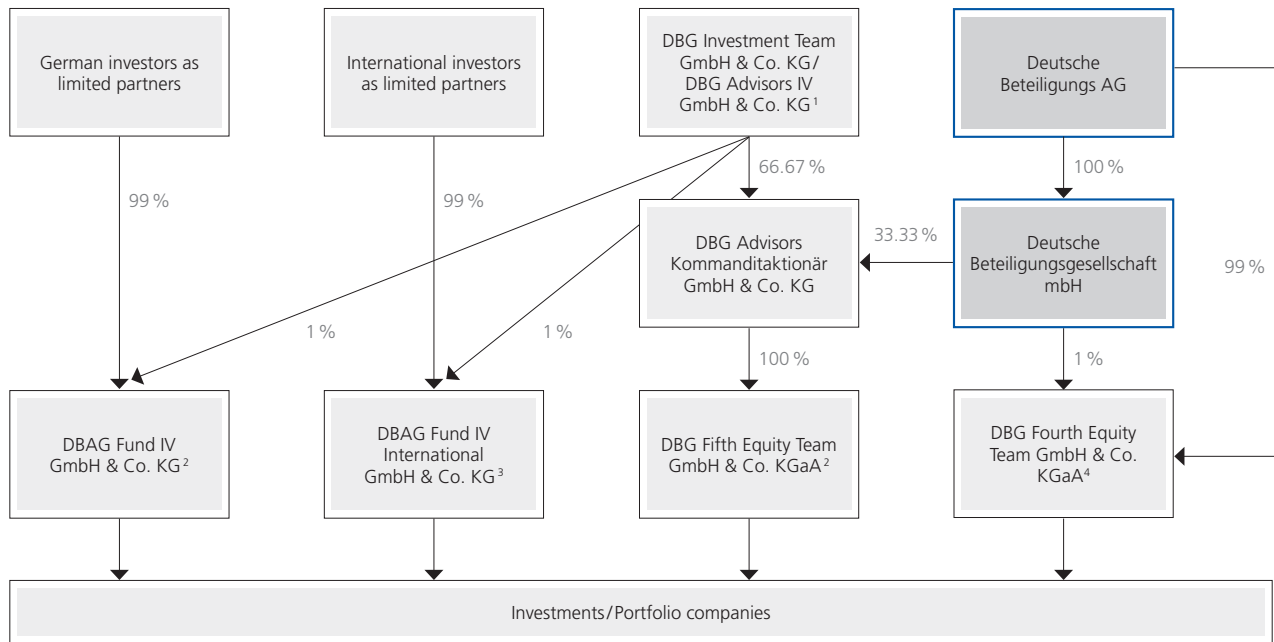 German investors as
limited partners
International investors
as limited partners
DBG Investment Team
GmbH & Co. KG/
DBG Advisors IV
GmbH & Co. KG¹
Deutsche
Beteiligungs AG
99 %
99 %
66.67 %
100 %
DBG Advisors
Kommanditaktionär
GmbH & Co. KG
33.33 %
Deutsche
Beteiligungsgesellschaft
mbH
99 %
1 %
1 %
100 %
1 %
DBAG Fund IV
GmbH & Co. KG²
DBAG Fund IV
International
GmbH & Co. KG³
DBG Fifth Equity Team
GmbH & Co. KGaA²
DBG Fourth Equity
Team GmbH & Co.
KGaA⁴
Investments/Portfolio companies